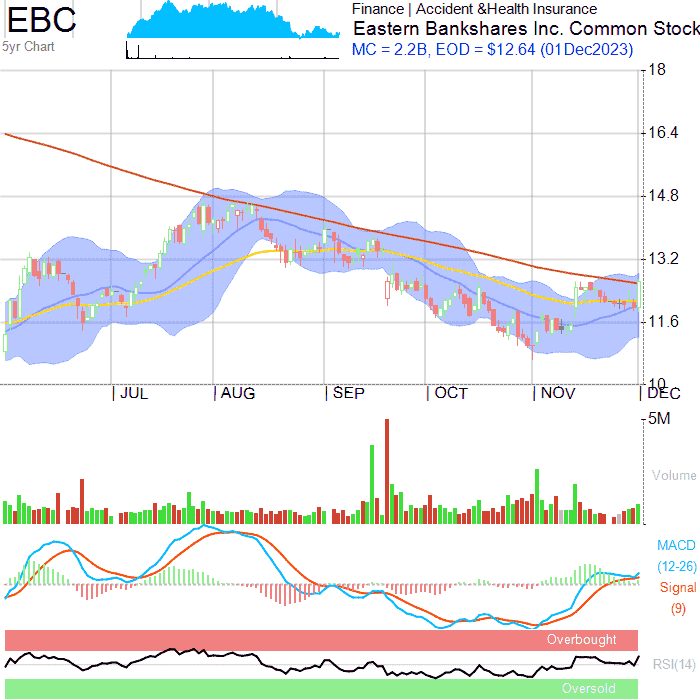 EBC
5yr Chart
Finance | Accident &Health Insurance
Eastern Bankshares Inc. Common Stock
MC = 2.2B, EOD = $12.64 (01Dec2023)
18
16.4
14.8
13.2
11.6
10
JUL AUG SEP OCT NOV DEC
5M
Volume
MACD
(12-26)
Signal
(9)
Overbought
RSI(14)
Oversold